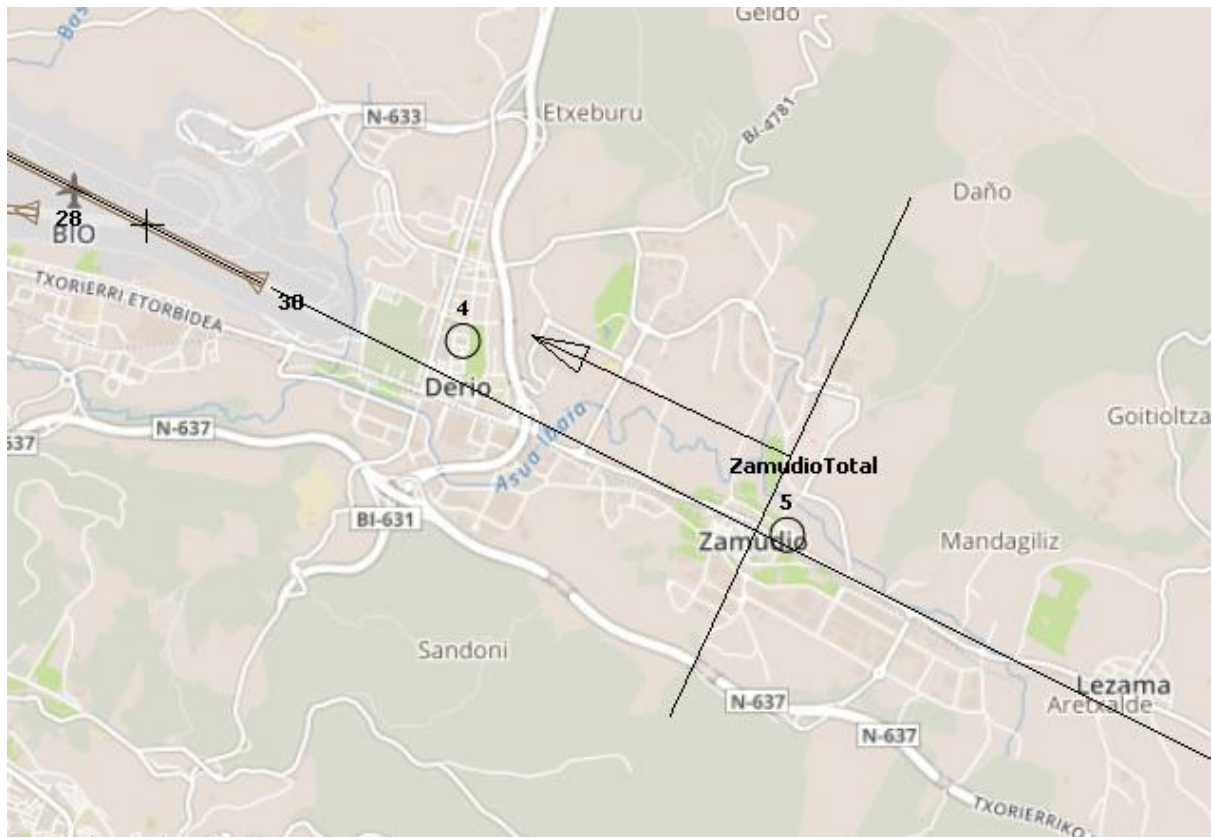 Geldo
Bas
N-633
Etxeburu
BI-4781
Daño
28
BIO
TXORIERRI ETORBIDEA
30
4
Derio
Goitioltza
N-637
637
Asua Ibaia
ZamudioTotal
5
BI-631
Zamudio
Mandagiliz
Sandoni
N-637
Lezama
Aretxalde
N-637
TXORIERRIKO